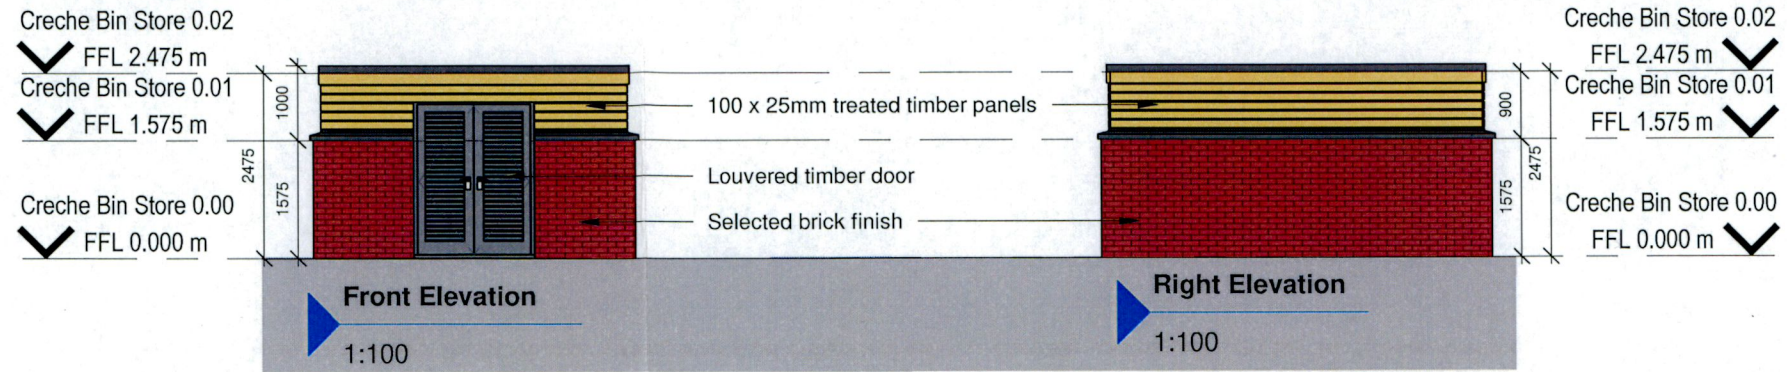 Creche Bin Store 0.02
FFL 2.475 m
Creche Bin Store 0.01
FFL 1.575 m
Creche Bin Store 0.00
FFL 0.000 m
2475
1000
1575
100 x 25mm treated timber panels
Louvered timber door
Selected brick finish
Front Elevation
1:100
Right Elevation
1:100
900
1575
2475
Creche Bin Store 0.02
FFL 2.475 m
Creche Bin Store 0.01
FFL 1.575 m
Creche Bin Store 0.00
FFL 0.000 m